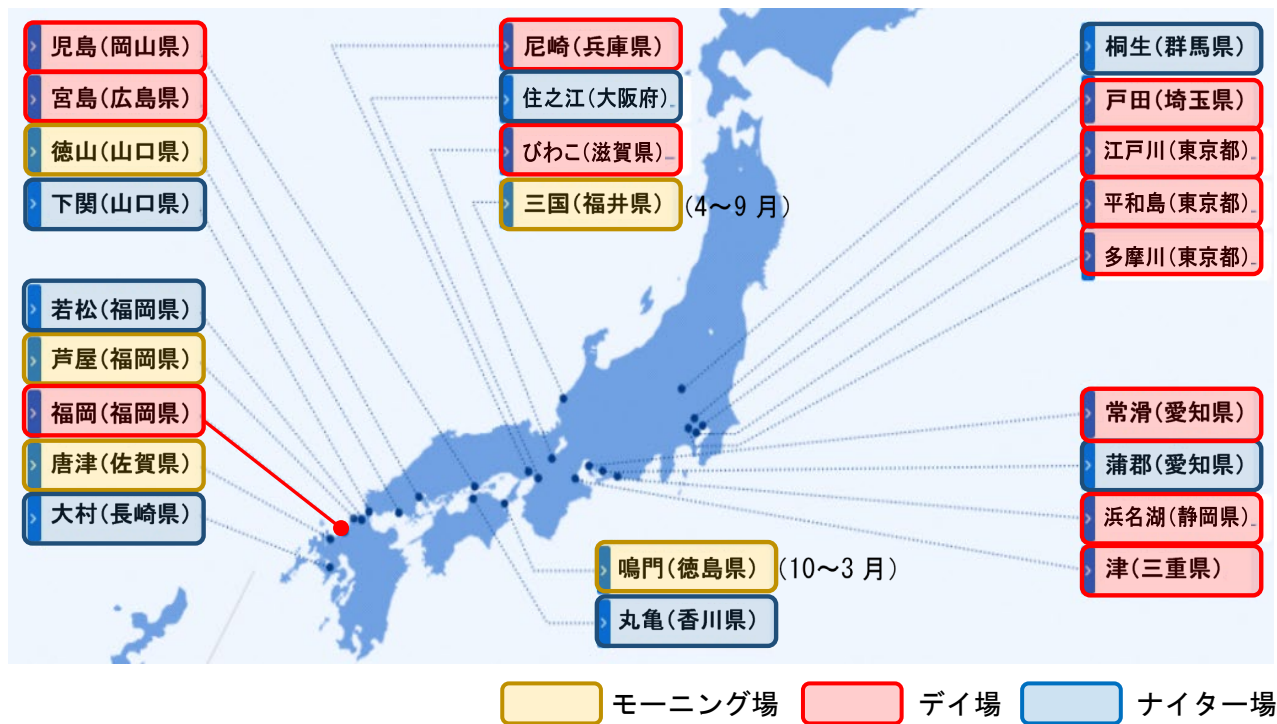 児島(岡山県)
宮島(広島県)
徳山(山口県)
下関(山口県)
若松(福岡県)
芦屋(福岡県)
福岡(福岡県)
唐津(佐賀県)
大村(長崎県)
尼崎(兵庫県)
住之江(大阪府)
びわこ(滋賀県)
三国(福井県) (4～9 月)
鳴門(徳島県) (10～3 月)
丸亀(香川県)
桐生(群馬県)
戸田(埼玉県)
江戸川(東京都)
平和島(東京都)
多摩川(東京都)
常滑(愛知県)
蒲郡(愛知県)
浜名湖(静岡県)
津(三重県)
モーニング場 デイ場 ナイター場